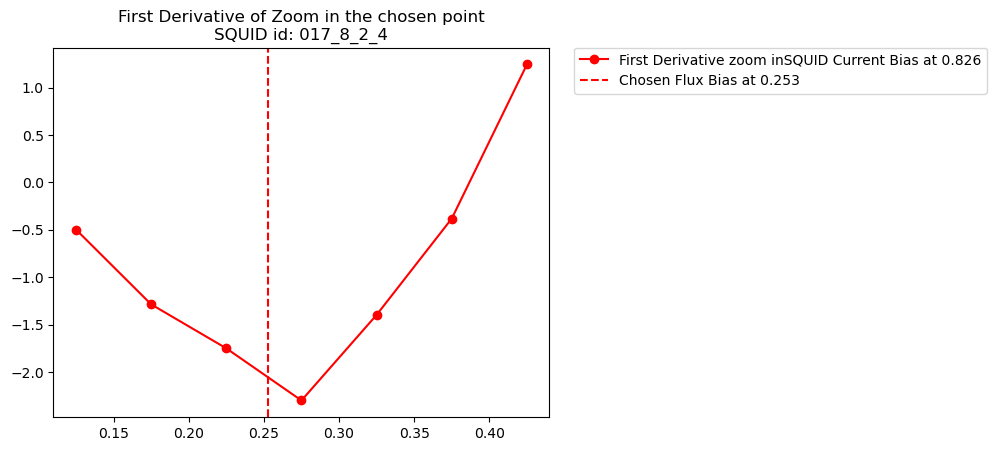 First Derivative of Zoom in the chosen point
SQUID id: 017_8_2_4
First Derivative zoom inSQUID Current Bias at 0.826
Chosen Flux Bias at 0.253
1.0
0.5
0.0
−0.5
−1.0
−1.5
−2.0
0.15 0.20 0.25 0.30 0.35 0.40